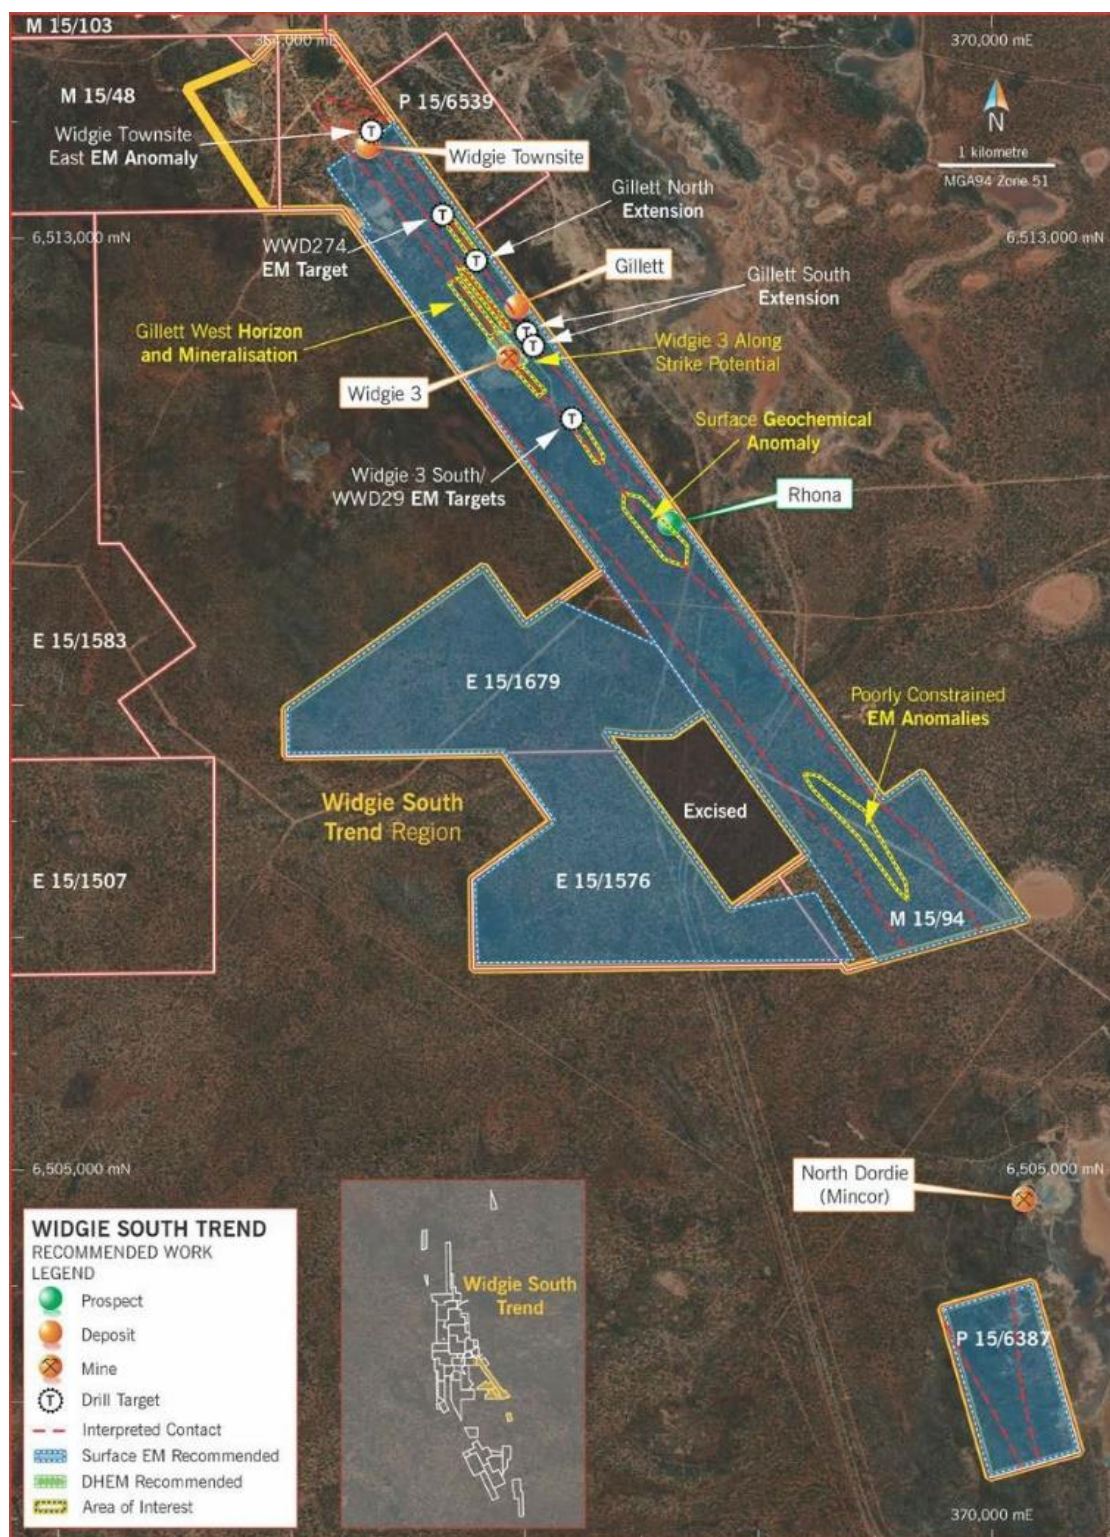 M 15/103
364,000 mE
370,000 mE
M 15/48
P 15/6539
N
1 kilometre
MGA94 Zone 51
Widgie Townsite
East EM Anomaly
Widgie Townsite
Gillett North
Extension
6,513,000 mN
6,513,000 mN
WWD274
EM Target
Gillett
Gillett South
Extension
Gillett West Horizon
and Mineralisation
Widgie 3 Along
Strike Potential
Widgie 3
Surface Geochemical
Anomaly
Widgie 3 South/
WWD29 EM Targets
Rhona
E 15/1583
E 15/1679
Poorly Constrained
EM Anomalies
Widgie South
Trend Region
Excised
E 15/1507
E 15/1576
M 15/94
6,505,000 mN
6,505,000 mN
North Dordie
(Mincor)
WIDGIE SOUTH TREND
RECOMMENDED WORK
LEGEND
Prospect
Deposit
Mine
T
Drill Target
Interpreted Contact
Surface EM Recommended
DHEM Recommended
Area of Interest
Widgie South
Trend
P 15/6387
370,000 mE